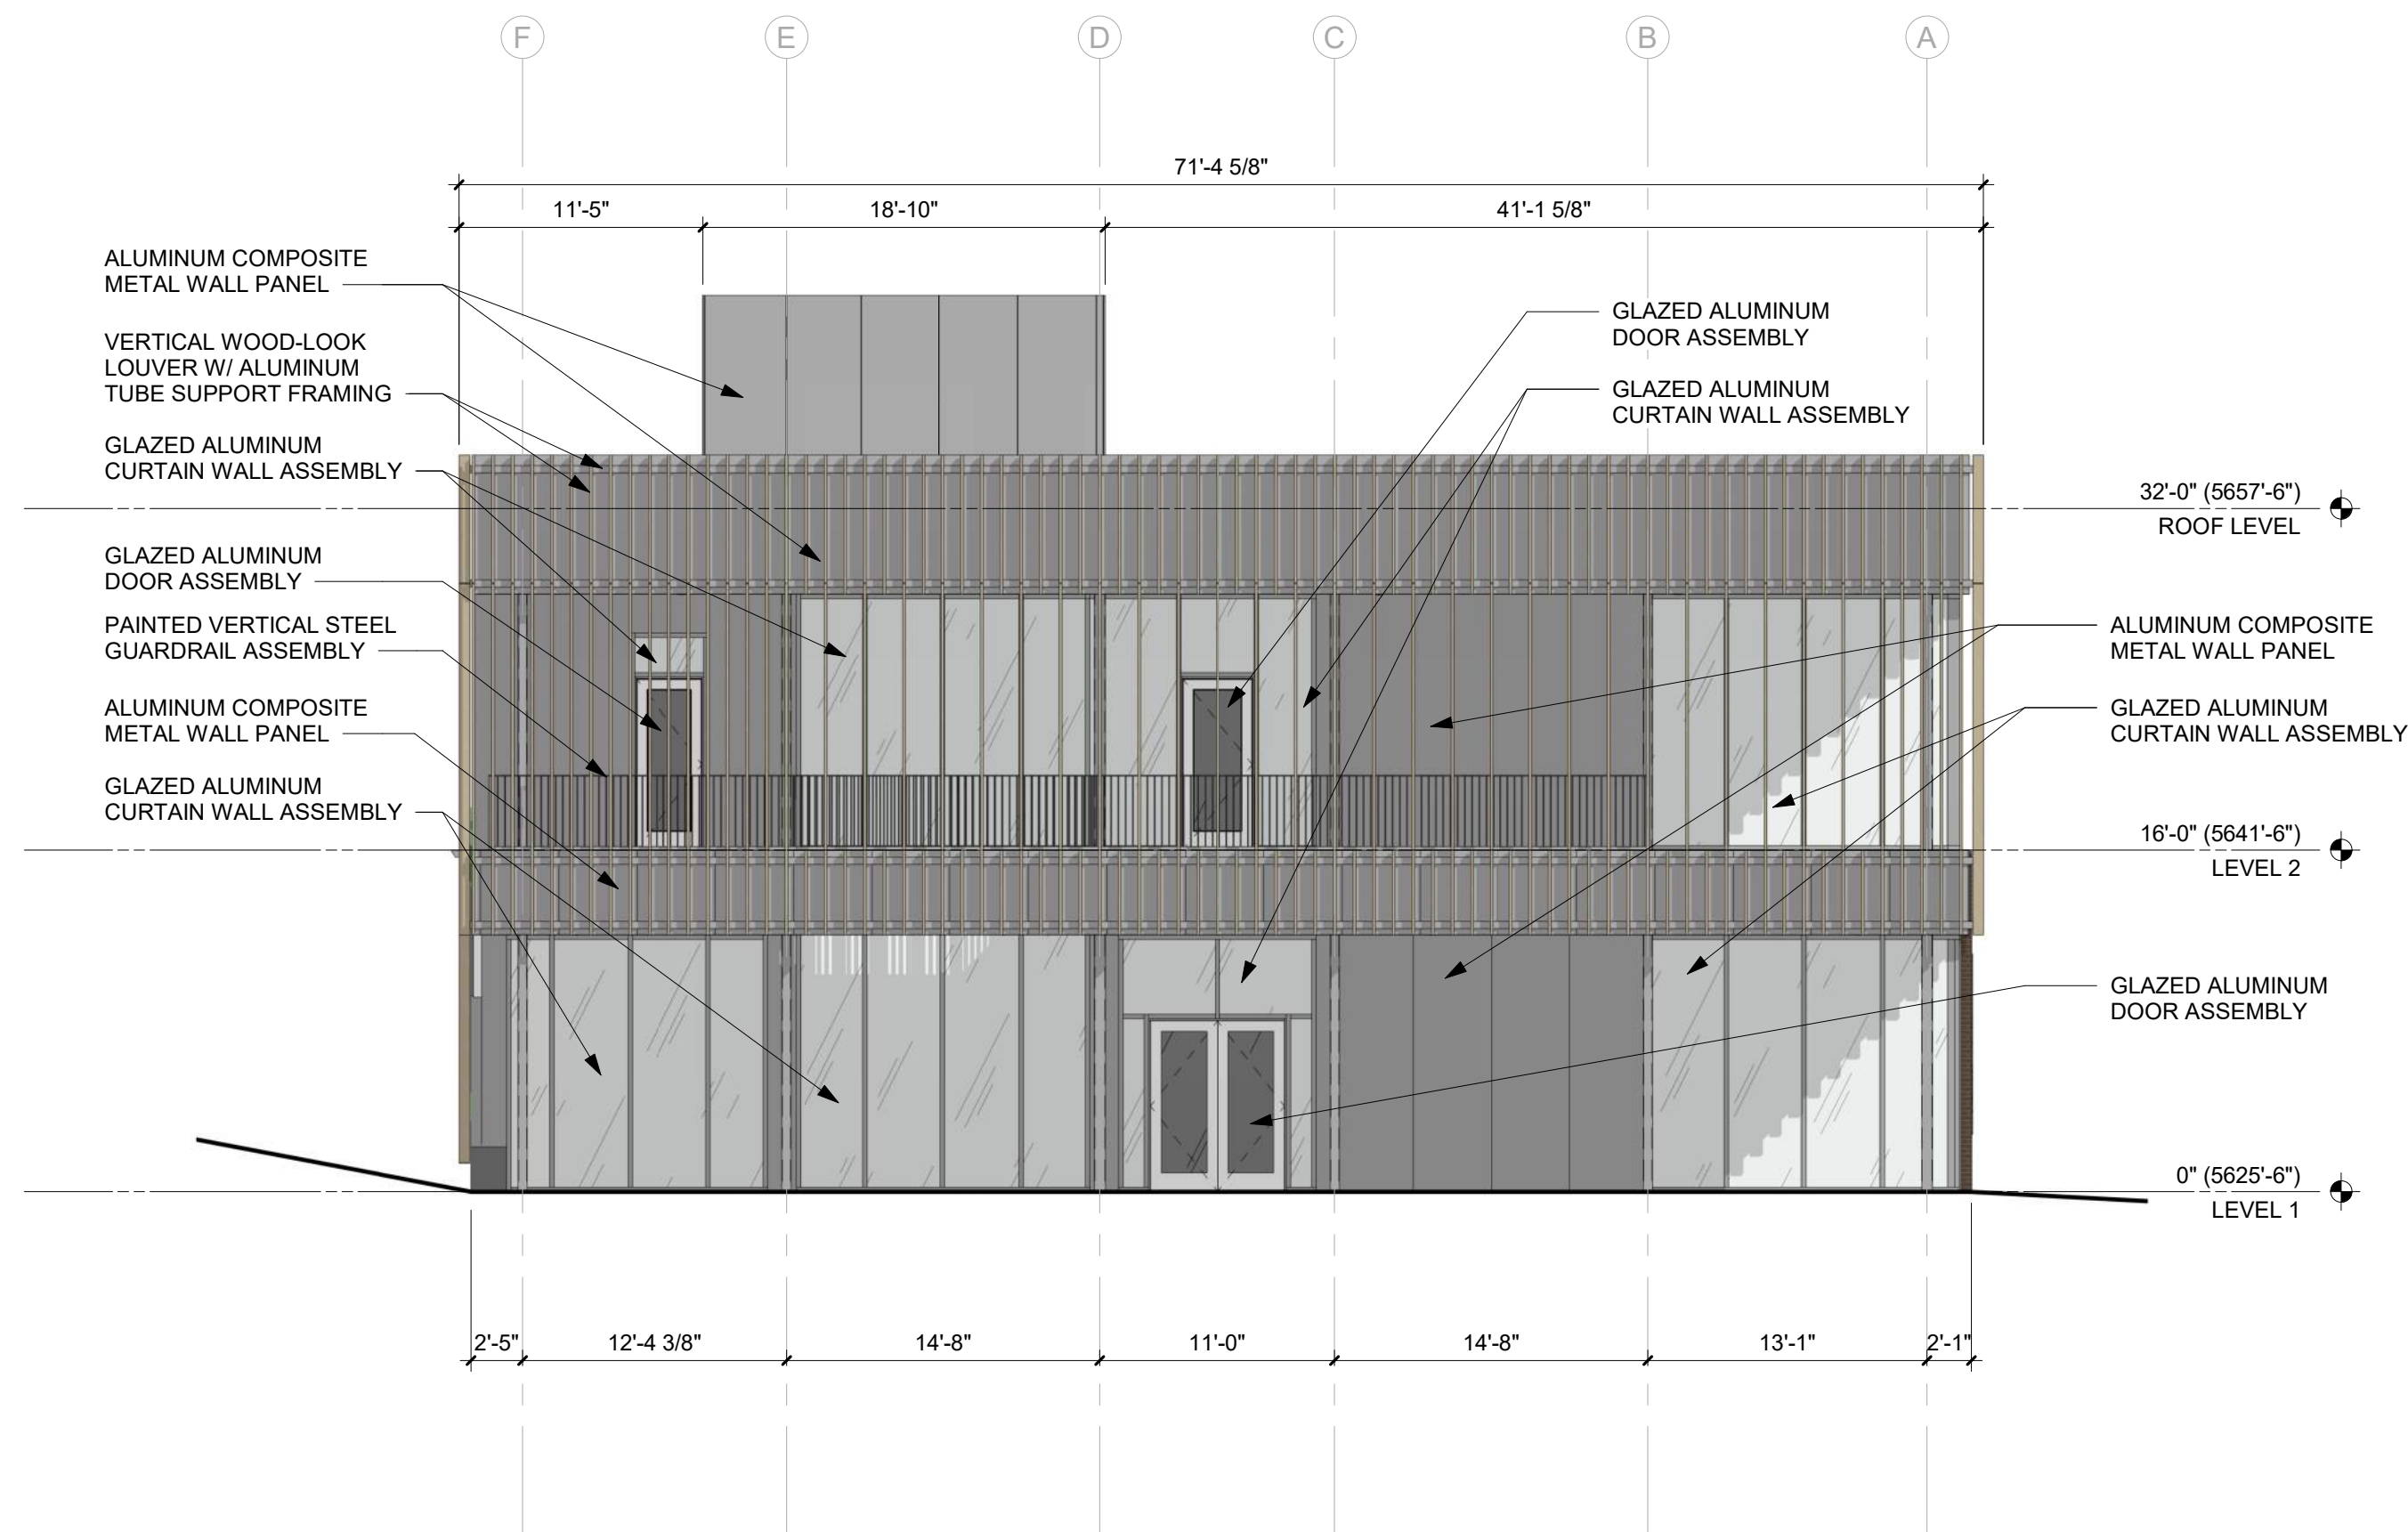 F E D C B A
71'-4 5/8"
11'-5" 18'-10" 41'-1 5/8"
ALUMINUM COMPOSITE
METAL WALL PANEL
VERTICAL WOOD-LOOK
LOUVER W/ ALUMINUM
TUBE SUPPORT FRAMING
GLAZED ALUMINUM
CURTAIN WALL ASSEMBLY
GLAZED ALUMINUM
DOOR ASSEMBLY
PAINTED VERTICAL STEEL
GUARDRAIL ASSEMBLY
ALUMINUM COMPOSITE
METAL WALL PANEL
GLAZED ALUMINUM
CURTAIN WALL ASSEMBLY
GLAZED ALUMINUM
DOOR ASSEMBLY
GLAZED ALUMINUM
CURTAIN WALL ASSEMBLY
32'-0" (5657'-6")
ROOF LEVEL
ALUMINUM COMPOSITE
METAL WALL PANEL
GLAZED ALUMINUM
CURTAIN WALL ASSEMBLY
16'-0" (5641'-6")
LEVEL 2
GLAZED ALUMINUM
DOOR ASSEMBLY
0" (5625'-6")
LEVEL 1
2'-5" 12'-4 3/8" 14'-8" 11'-0" 14'-8" 13'-1" 2'-1"